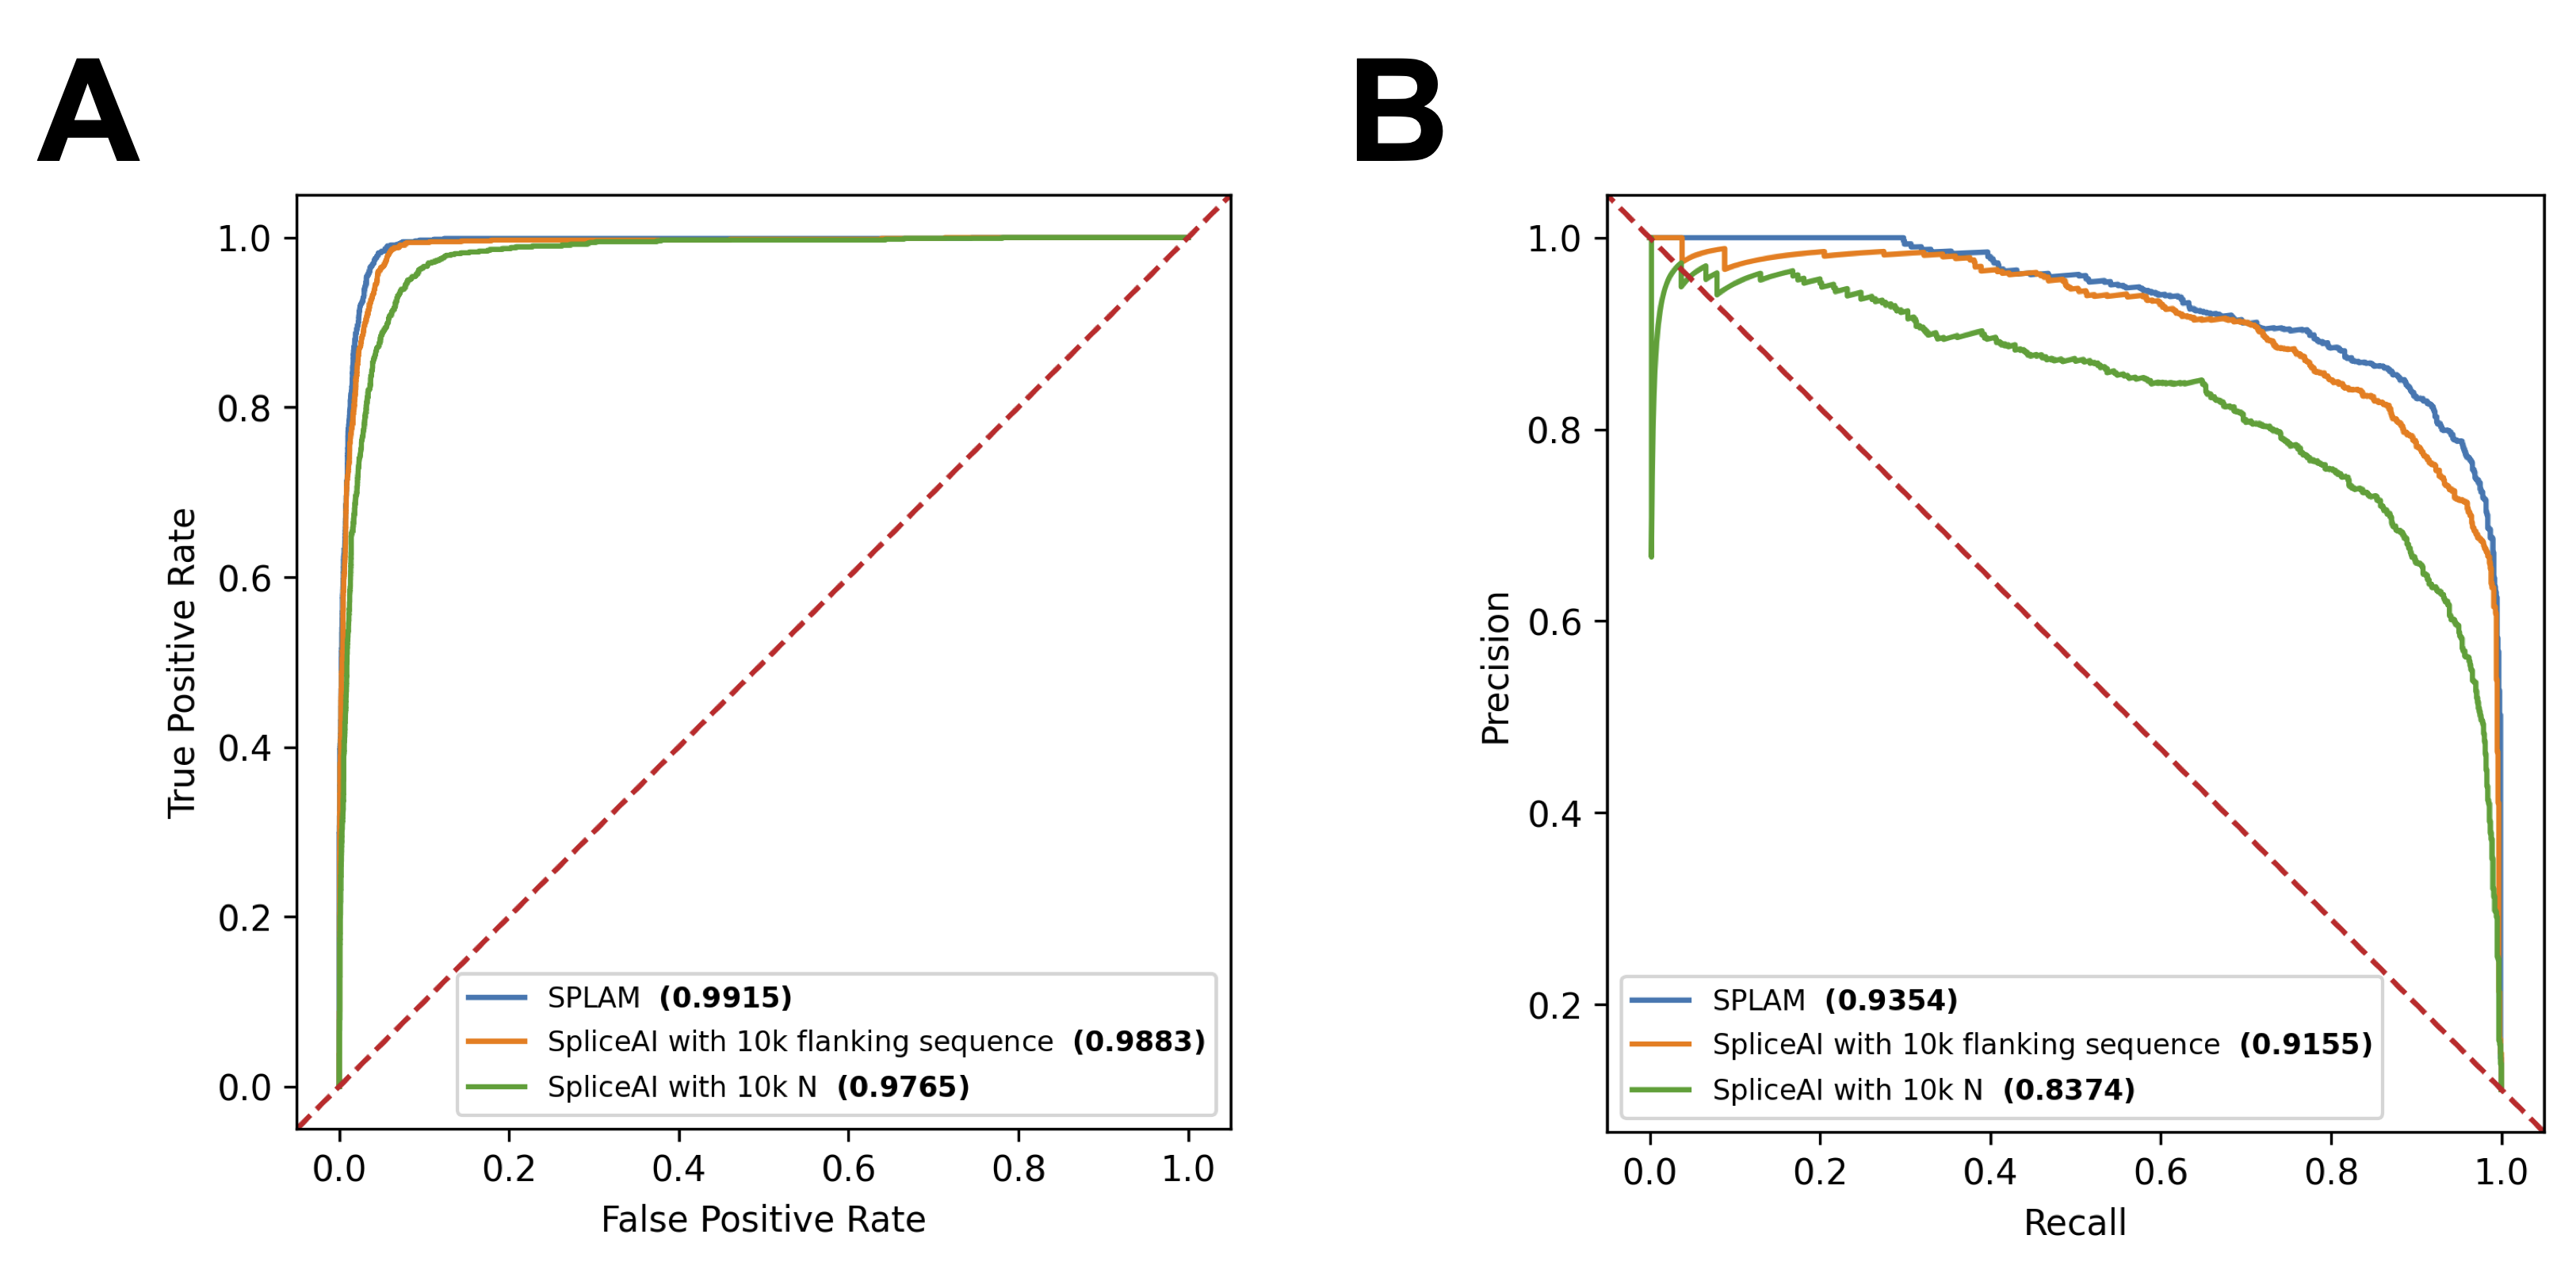 A
B
1.0
0.8
0.6
0.4
0.2
0.0
True Positive Rate
SPLAM (0.9915)
SpliceAI with 10k flanking sequence (0.9883)
SpliceAI with 10k N (0.9765)
0.0 0.2 0.4 0.6 0.8 1.0
False Positive Rate
1.0
0.8
0.6
0.4
0.2
Precision
SPLAM (0.9354)
SpliceAI with 10k flanking sequence (0.9155)
SpliceAI with 10k N (0.8374)
0.0 0.2 0.4 0.6 0.8 1.0
Recall